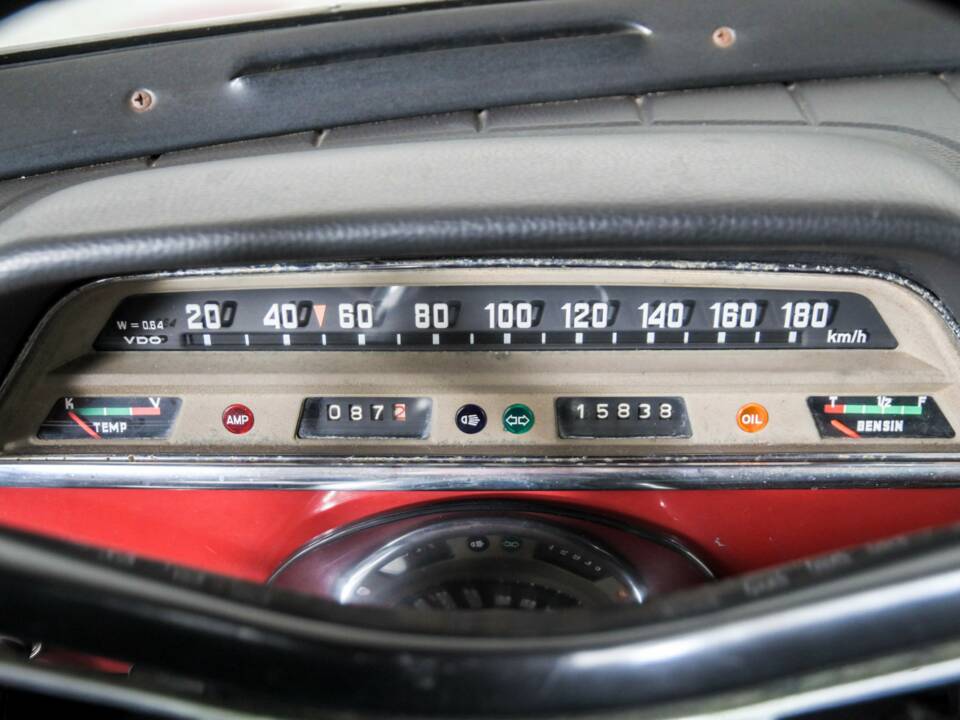 20 40 60 80 100 120 140 160 180
W = 0.64
VDO
km/h
K V
TEMP
AMP
0872
15838
OIL
T 1/2 F
BENSIN